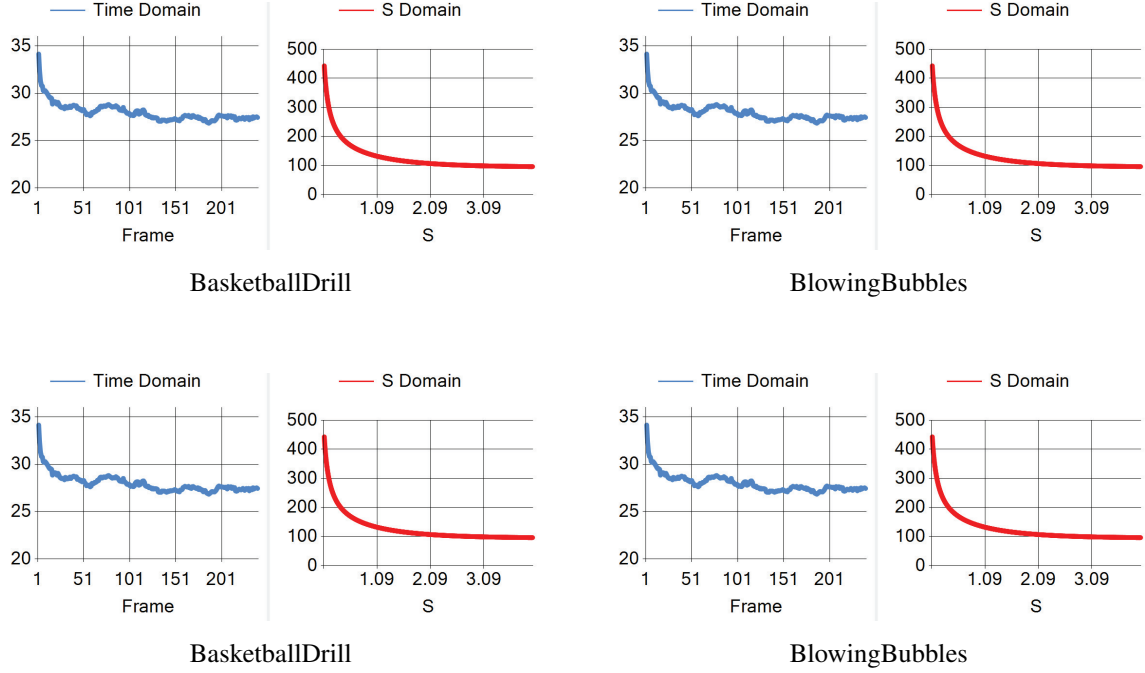 Time Domain S Domain Time Domain S Domain
35 500 35 500
400 400
30 300 30 300
25 200 25 200
100 100
20 0 20 0
1 51 101 151 201 1.09 2.09 3.09 1 51 101 151 201 1.09 2.09 3.09
Frame S Frame S
BasketballDrill BlowingBubbles
Time Domain S Domain Time Domain S Domain
35 500 35 500
400 400
30 300 30 300
25 200 25 200
100 100
20 0 20 0
1 51 101 151 201 1.09 2.09 3.09 1 51 101 151 201 1.09 2.09 3.09
Frame S Frame S
BasketballDrill BlowingBubbles